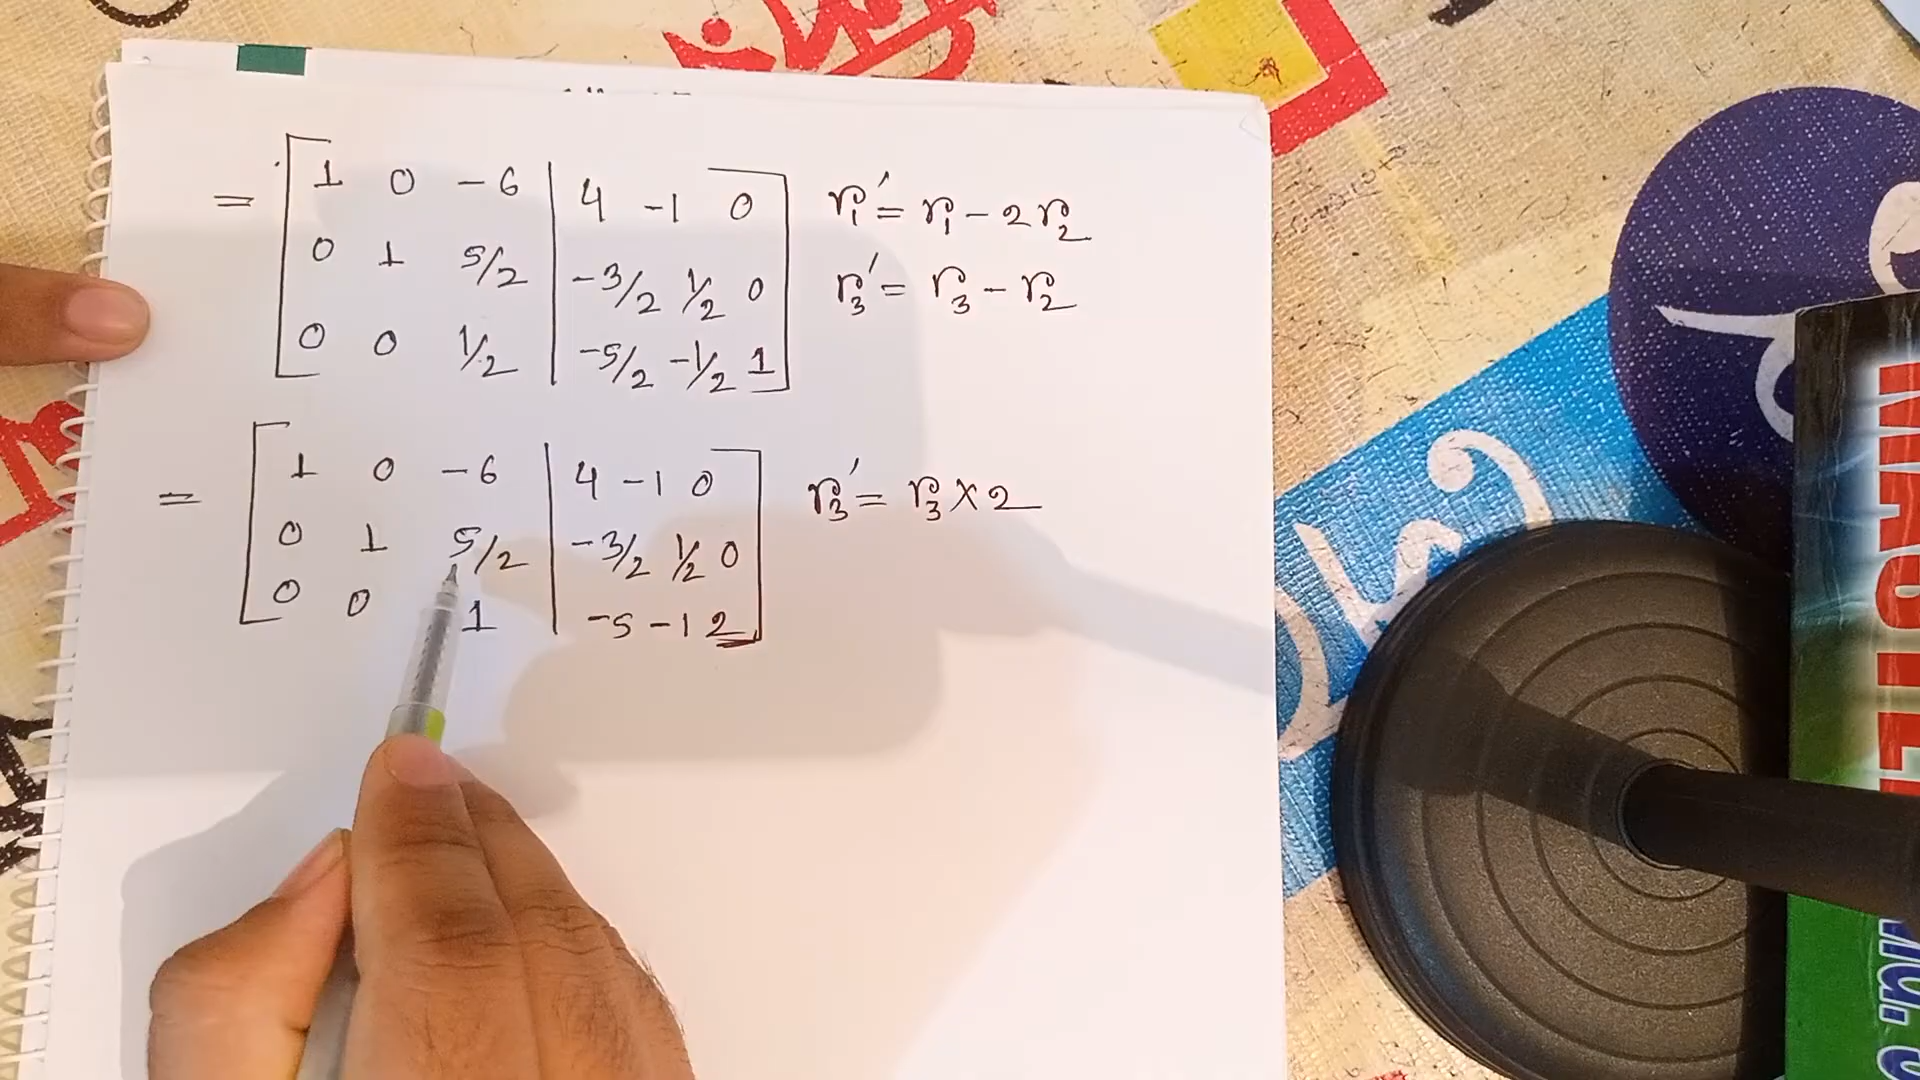 = [ 1 0 -6 | 4 -1 0 ] r₁' = r₁ - 2r₂
0 1 5/2 | -3/2 1/2 0 r₃' = r₃ - r₂
0 0 1/2 | -5/2 -1/2 1
= [ 1 0 -6 | 4 -1 0 ] r₃' = r₃ × 2
0 1 5/2 | -3/2 1/2 0
0 0 1 | -5 -1 2